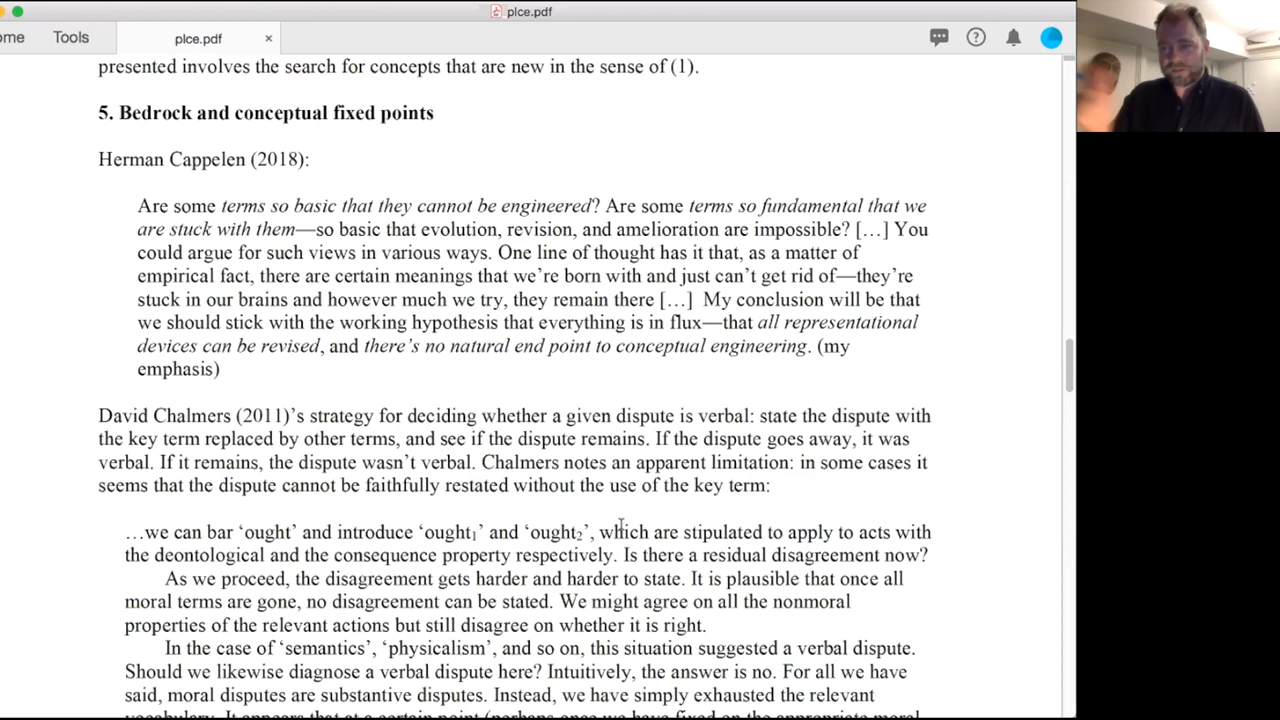 plce.pdf
ome
Tools
plce.pdf
×
presented involves the search for concepts that are new in the sense of (1).
5. Bedrock and conceptual fixed points
Herman Cappelen (2018):
Are some terms so basic that they cannot be engineered? Are some terms so fundamental that we
are stuck with them—so basic that evolution, revision, and amelioration are impossible? […] You
could argue for such views in various ways. One line of thought has it that, as a matter of
empirical fact, there are certain meanings that we’re born with and just can’t get rid of—they’re
stuck in our brains and however much we try, they remain there […] My conclusion will be that
we should stick with the working hypothesis that everything is in flux—that all representational
devices can be revised, and there’s no natural end point to conceptual engineering. (my
emphasis)
David Chalmers (2011)’s strategy for deciding whether a given dispute is verbal: state the dispute with
the key term replaced by other terms, and see if the dispute remains. If the dispute goes away, it was
verbal. If it remains, the dispute wasn’t verbal. Chalmers notes an apparent limitation: in some cases it
seems that the dispute cannot be faithfully restated without the use of the key term:
…we can bar ‘ought’ and introduce ‘ought₁’ and ‘ought₂’, which are stipulated to apply to acts with
the deontological and the consequence property respectively. Is there a residual disagreement now?
As we proceed, the disagreement gets harder and harder to state. It is plausible that once all
moral terms are gone, no disagreement can be stated. We might agree on all the nonmoral
properties of the relevant actions but still disagree on whether it is right.
In the case of ‘semantics’, ‘physicalism’, and so on, this situation suggested a verbal dispute.
Should we likewise diagnose a verbal dispute here? Intuitively, the answer is no. For all we have
said, moral disputes are substantive disputes. Instead, we have simply exhausted the relevant
vocabulary. It appears that at a certain point (perhaps once we have fixed on the appropriate moral